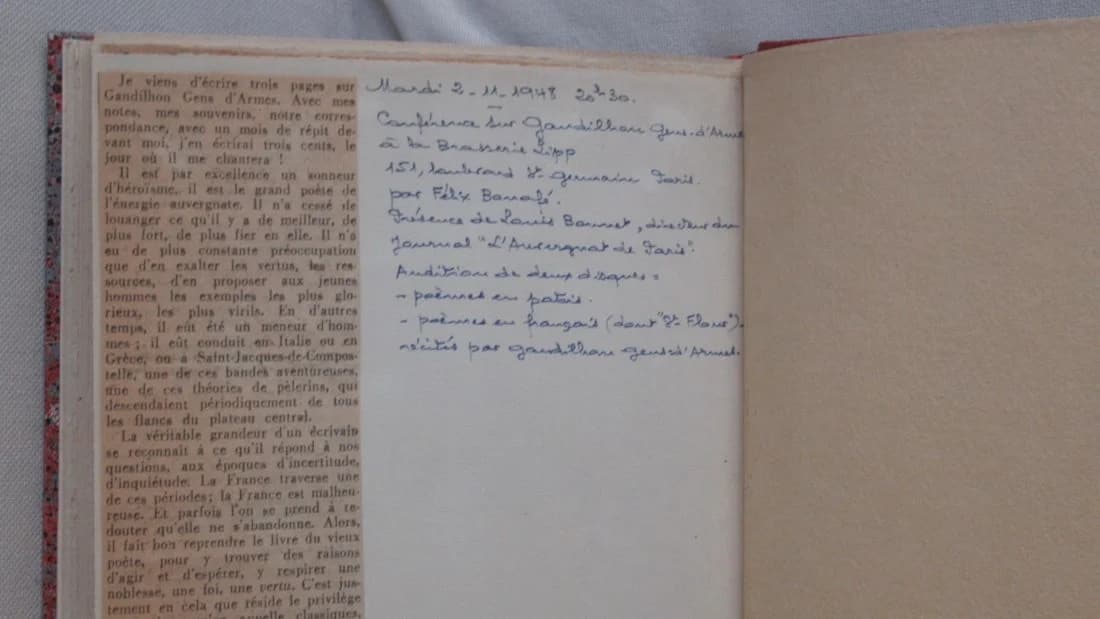 Je viens d'écrire trois pages sur
Gandilhon Gens d'Armes. Avec mes
notes, mes souvenirs, notre corres-
pondance, avec un mois de répit de-
vant moi, j'en écrirai trois cents, le
jour où il me chantera !
Il est par excellence un sonneur
d'héroïsme, il est le grand poète de
l'énergie auvergnate. Il n'a cessé de
louanger ce qu'il y a de meilleur, de
plus fort, de plus fier en elle. Il n'a
eu de plus constante préoccupation
que d'en exalter les vertus, les res-
sources, d'en proposer aux jeunes
hommes les exemples les plus glo-
rieux, les plus virils. En d'autres
temps, il eût été un meneur d'hom-
mes ; il eût conduit en Italie ou en
Grèce, ou à Saint-Jacques-de-Compos-
telle, une de ces bandes aventureuses,
une de ces théories de pèlerins, qui
descendaient périodiquement de tous
les flancs du plateau central.
La véritable grandeur d'un écrivain
se reconnaît à ce qu'il répond à nos
questions, aux époques d'incertitude,
d'inquiétude. La France traverse une
de ces périodes; la France est malheu-
reuse. Et parfois l'on se prend à re-
douter qu'elle ne s'abandonne. Alors,
il fait bon reprendre le livre du vieux
poète, pour y trouver des raisons
d'agir et d'espérer, y respirer une
noblesse, une foi, une vertu. C'est jus-
tement en cela que réside le privilège
appelle classiques,
Mardi 2-11-1948 20h30.
Conférence sur Gandilhon Gens-d'Armes
à la Brasserie Lipp
151, boulevard St-Germain Paris.
par Félix Bonafé.
Présence de Louis Bonnet, directeur du
Journal "L'Auvergnat de Paris".
Audition de deux disques :
- poèmes en patois.
- poèmes en français (dont "St-Flour").
récités par Gandilhon Gens-d'Armes.